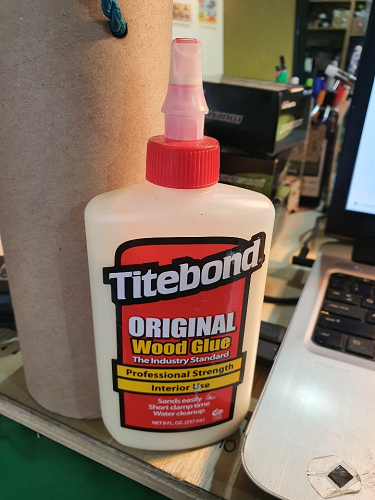 Titebond
ORIGINAL
Wood Glue
The Industry Standard
Professional Strength
Interior Use
Sands easily
Short clamp time
Water cleanup
NET 8 FL. OZ. (237 mL)